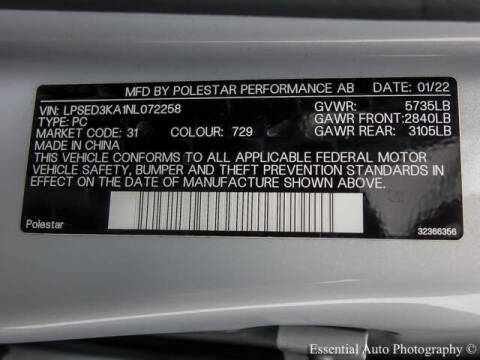 MFD BY POLESTAR PERFORMANCE AB 01/22
VIN: LPSED3KA1NL072258 GVWR: 5735LB
TYPE: PC GAWR FRONT:2840LB
MARKET CODE: 31 COLOUR: 729 GAWR REAR: 3105LB
MADE IN CHINA
THIS VEHICLE CONFORMS TO ALL APPLICABLE FEDERAL MOTOR
VEHICLE SAFETY, BUMPER AND THEFT PREVENTION STANDARDS IN
EFFECT ON THE DATE OF MANUFACTURE SHOWN ABOVE.
Polestar 32366356
Essential Auto Photography ©